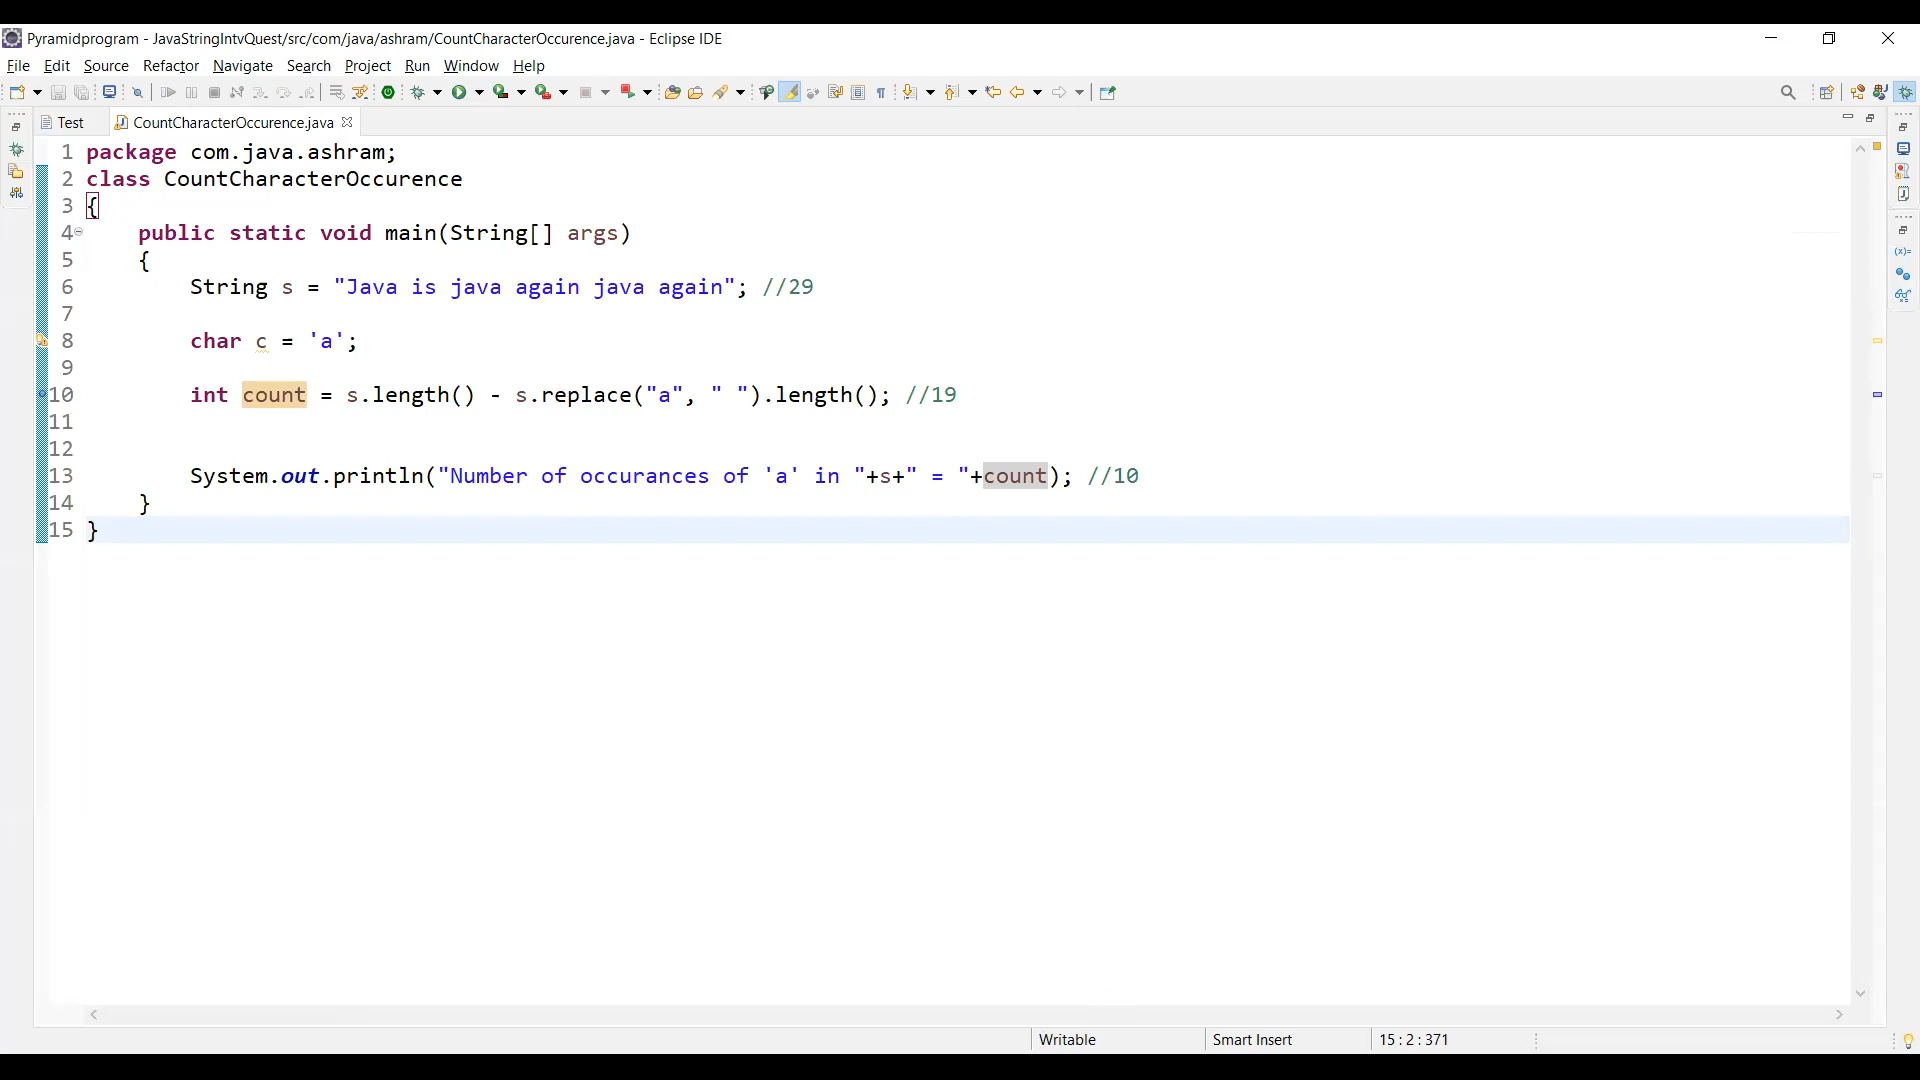 Pyramidprogram - JavaStringIntvQuest/src/com/java/ashram/CountCharacterOccurence.java - Eclipse IDE
File Edit Source Refactor Navigate Search Project Run Window Help
Test CountCharacterOccurence.java
1 package com.java.ashram;
2 class CountCharacterOccurence
3 {
4     public static void main(String[] args)
5     {
6         String s = "Java is java again java again"; //29
7
8         char c = 'a';
9
10         int count = s.length() - s.replace("a", " ").length(); //19
11
12
13         System.out.println("Number of occurances of 'a' in "+s+" = "+count); //10
14     }
15 }
Writable Smart Insert 15 : 2 : 371